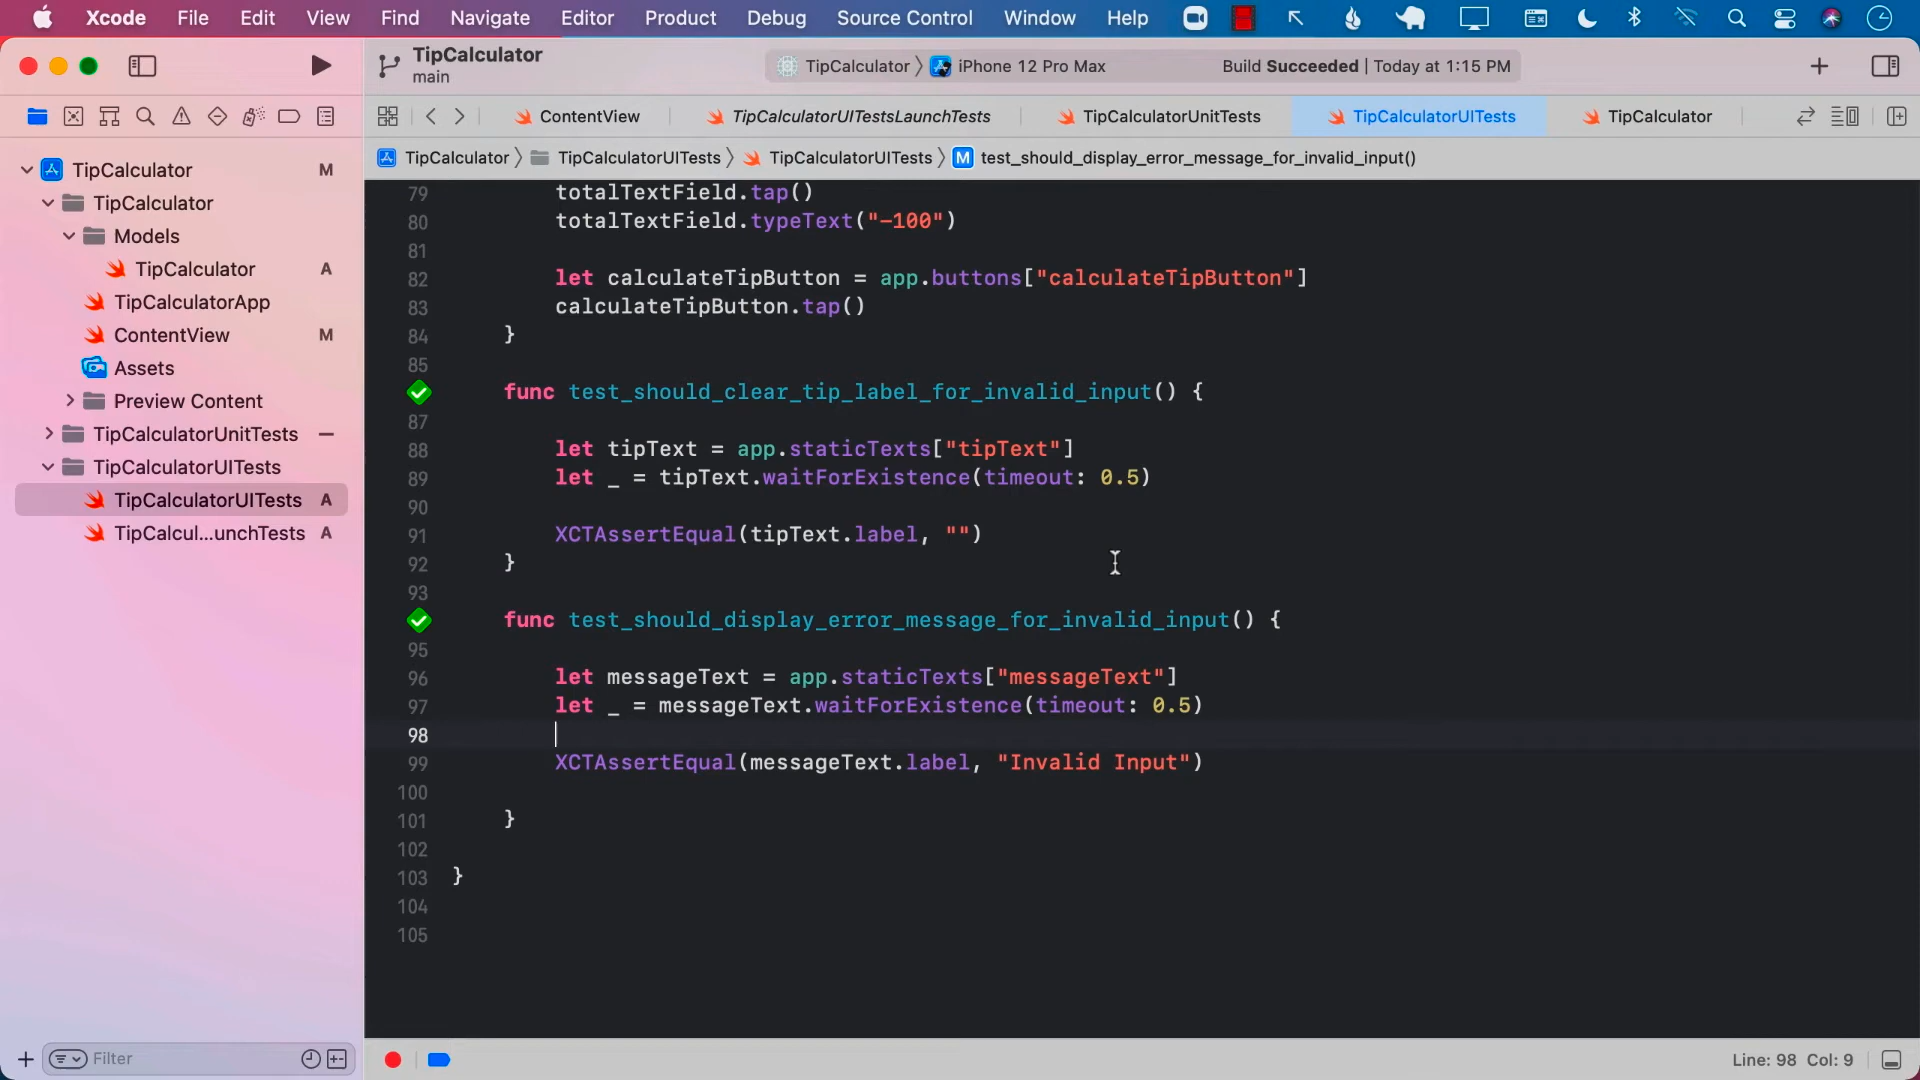 Xcode File Edit View Find Navigate Editor Product Debug Source Control Window Help
TipCalculator
main
TipCalculator iPhone 12 Pro Max
Build Succeeded | Today at 1:15 PM
ContentView TipCalculatorUITestsLaunchTests TipCalculatorUnitTests TipCalculatorUITests TipCalculator
TipCalculator TipCalculatorUITests TipCalculatorUITests M test_should_display_error_message_for_invalid_input()
TipCalculator M
TipCalculator
Models
TipCalculator A
TipCalculatorApp
ContentView M
Assets
Preview Content
TipCalculatorUnitTests
TipCalculatorUITests
TipCalculatorUITests A
TipCalcul...unchTests A
Filter
79 totalTextField.tap()
80 totalTextField.typeText("-100")
81
82 let calculateTipButton = app.buttons["calculateTipButton"]
83 calculateTipButton.tap()
84 }
85
func test_should_clear_tip_label_for_invalid_input() {
87
88 let tipText = app.staticTexts["tipText"]
89 let _ = tipText.waitForExistence(timeout: 0.5)
90
91 XCTAssertEqual(tipText.label, "")
92 }
93
func test_should_display_error_message_for_invalid_input() {
95
96 let messageText = app.staticTexts["messageText"]
97 let _ = messageText.waitForExistence(timeout: 0.5)
98
99 XCTAssertEqual(messageText.label, "Invalid Input")
100
101 }
102
103 }
104
105
Line: 98 Col: 9